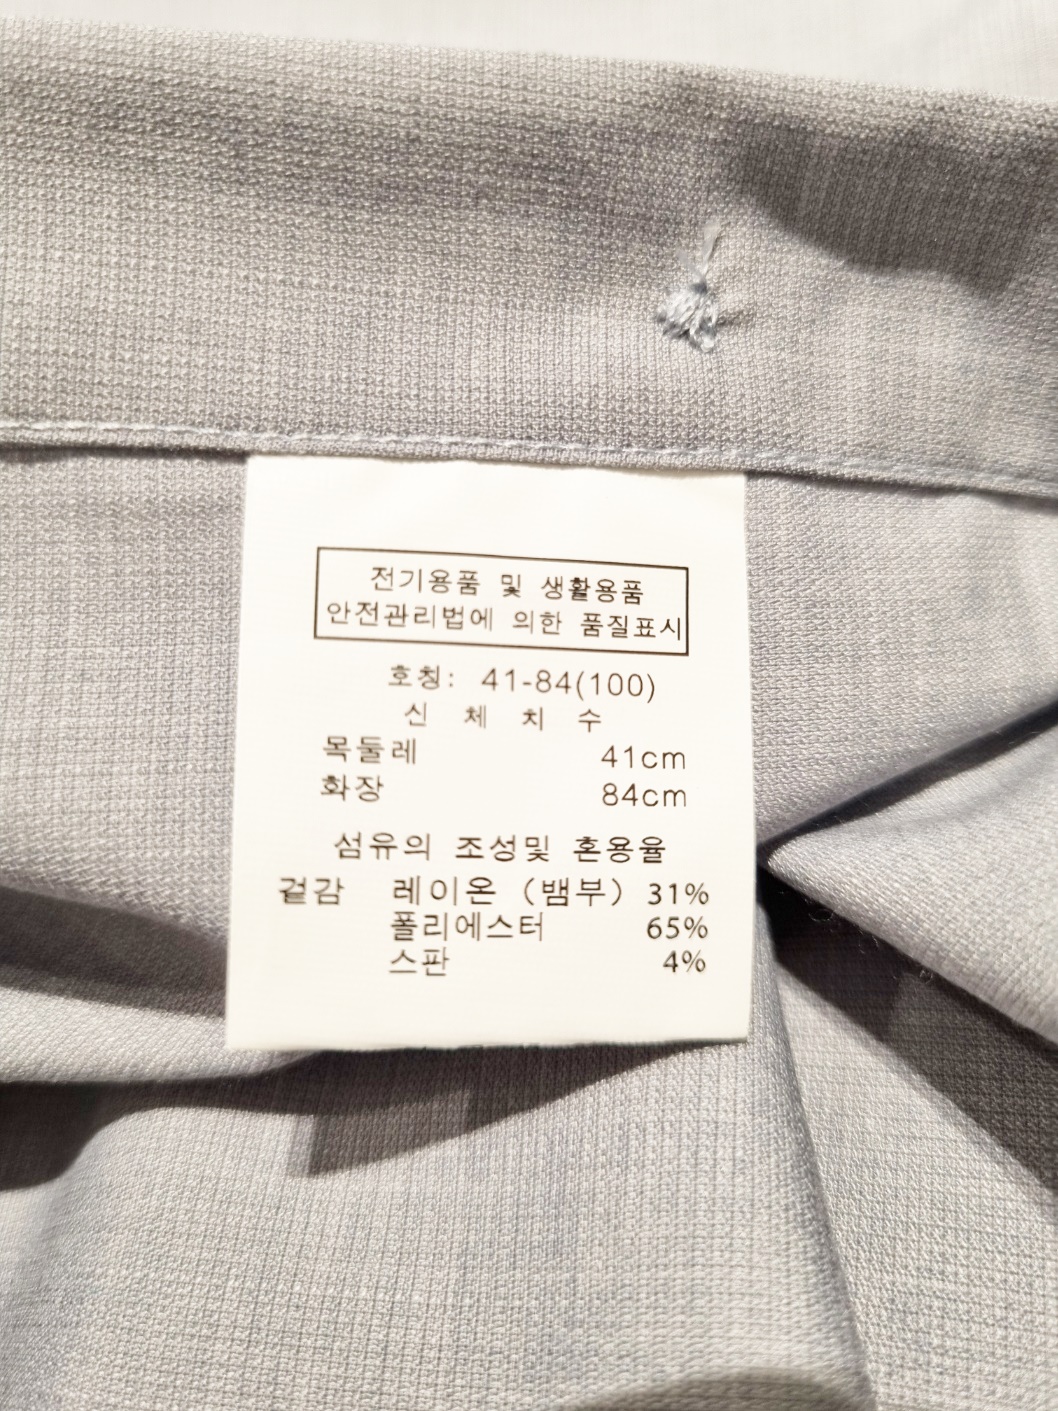 전기용품 및 생활용품
안전관리법에 의한 품질표시
호칭: 41-84(100)
신 체 치 수
목둘레 41cm
화장 84cm
섬유의 조성및 혼용율
겉감 레이온 (뱀부) 31%
폴리에스터 65%
스판 4%